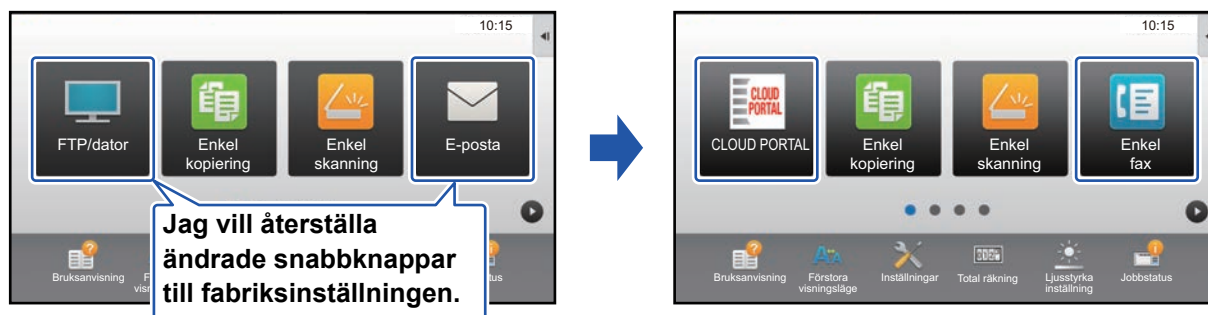 10:15
FTP/dator
Enkel
kopiering
Enkel
skanning
E-posta
Jag vill återställa
ändrade snabbknappar
till fabriksinställningen.
Bruksanvisning
10:15
CLOUD
PORTAL
CLOUD PORTAL
Enkel
kopiering
Enkel
skanning
Enkel
fax
Bruksanvisning
Förstora
visningsläge
Inställningar
Total räkning
Ljusstyrka
inställning
Jobbstatus